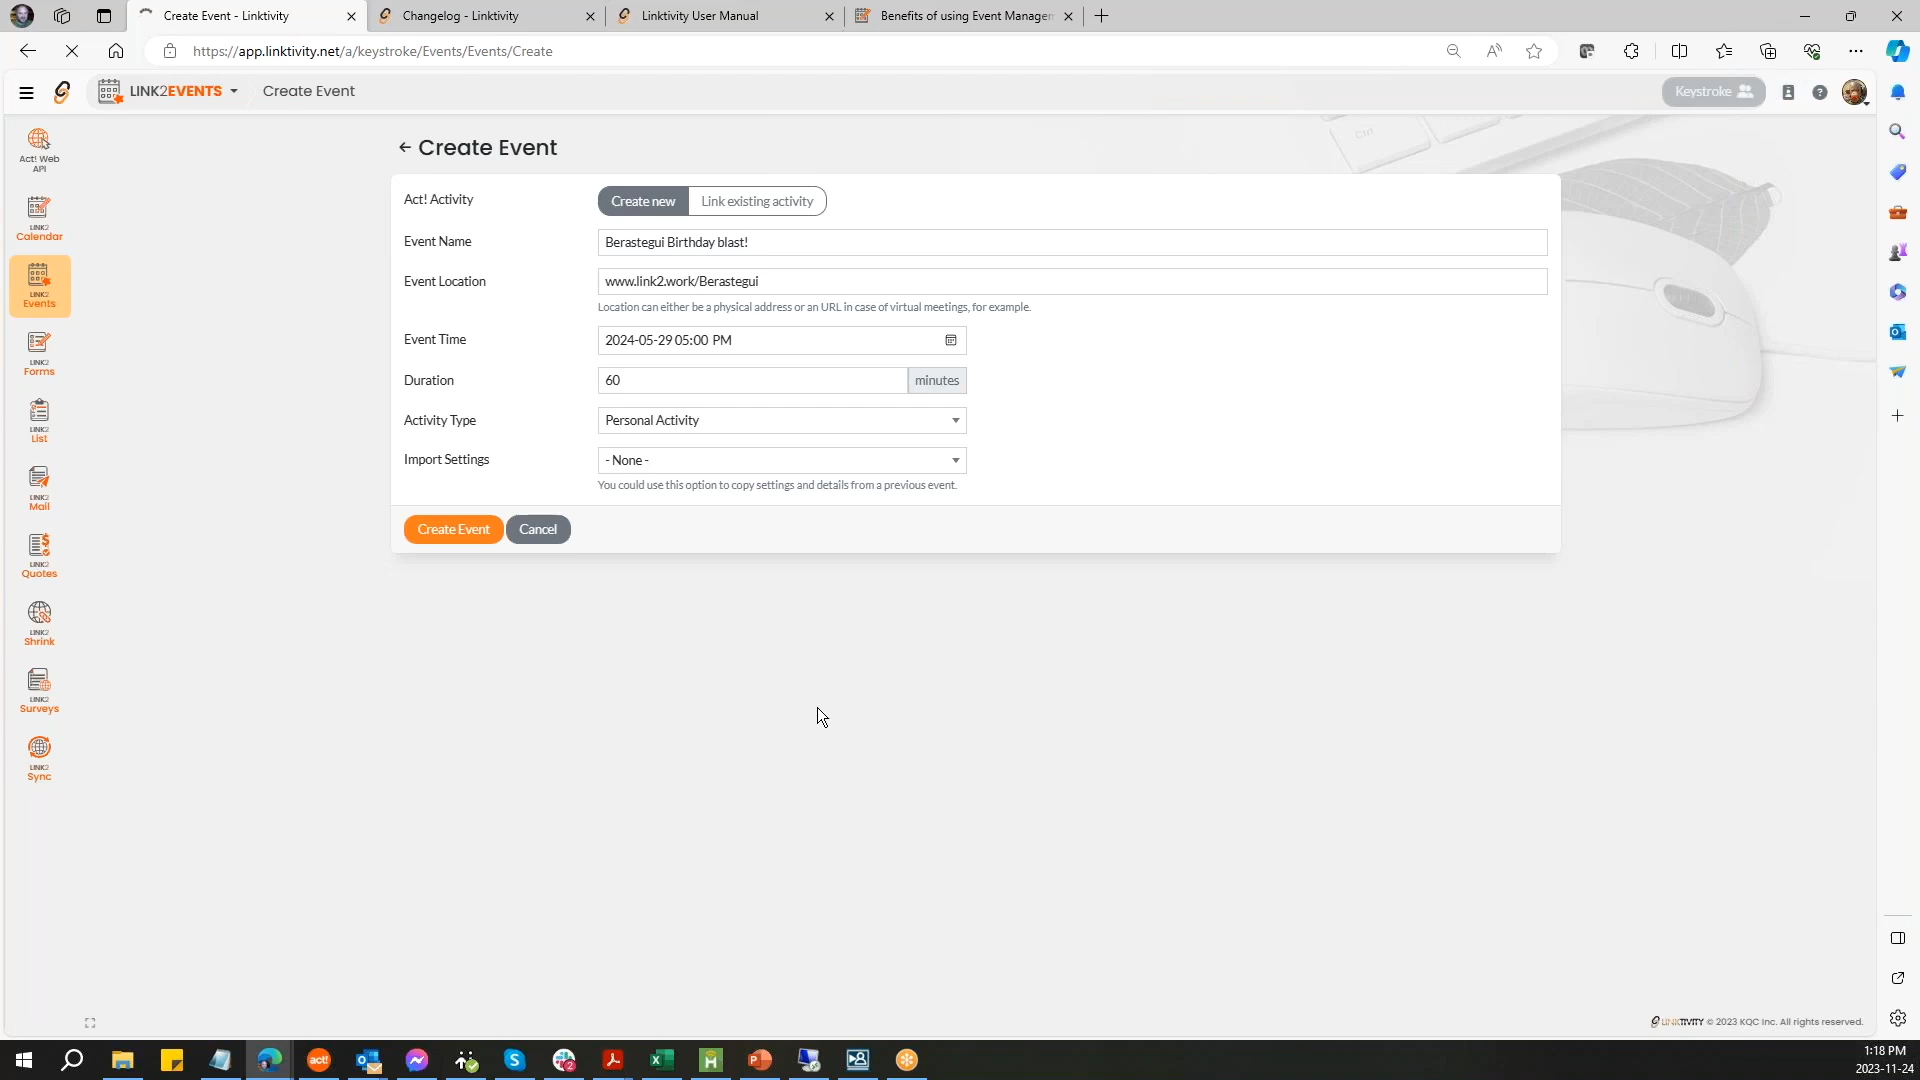 Create Event - Linktivity
Changelog - Linktivity
Linktivity User Manual
Benefits of using Event Manager
https://app.linktivity.net/a/keystroke/Events/Events/Create
LINK2EVENTS
Create Event
Keystroke
Act! Web
API
LINK2
Calendar
LINK2
Events
LINK2
Forms
LINK2
List
LINK2
Mail
LINK2
Quotes
LINK2
Shrink
LINK2
Surveys
LINK2
Sync
Ctrl
← Create Event
Act! Activity
Create new
Link existing activity
Event Name
Berastegui Birthday blast!
Event Location
www.link2.work/Berastegui
Location can either be a physical address or an URL in case of virtual meetings, for example.
Event Time
2024-05-29 05:00 PM
Duration
60
minutes
Activity Type
Personal Activity
Import Settings
- None -
You could use this option to copy settings and details from a previous event.
Create Event
Cancel
LINKTIVITY © 2023 KQC Inc. All rights reserved.
act!
2
1:18 PM
2023-11-24